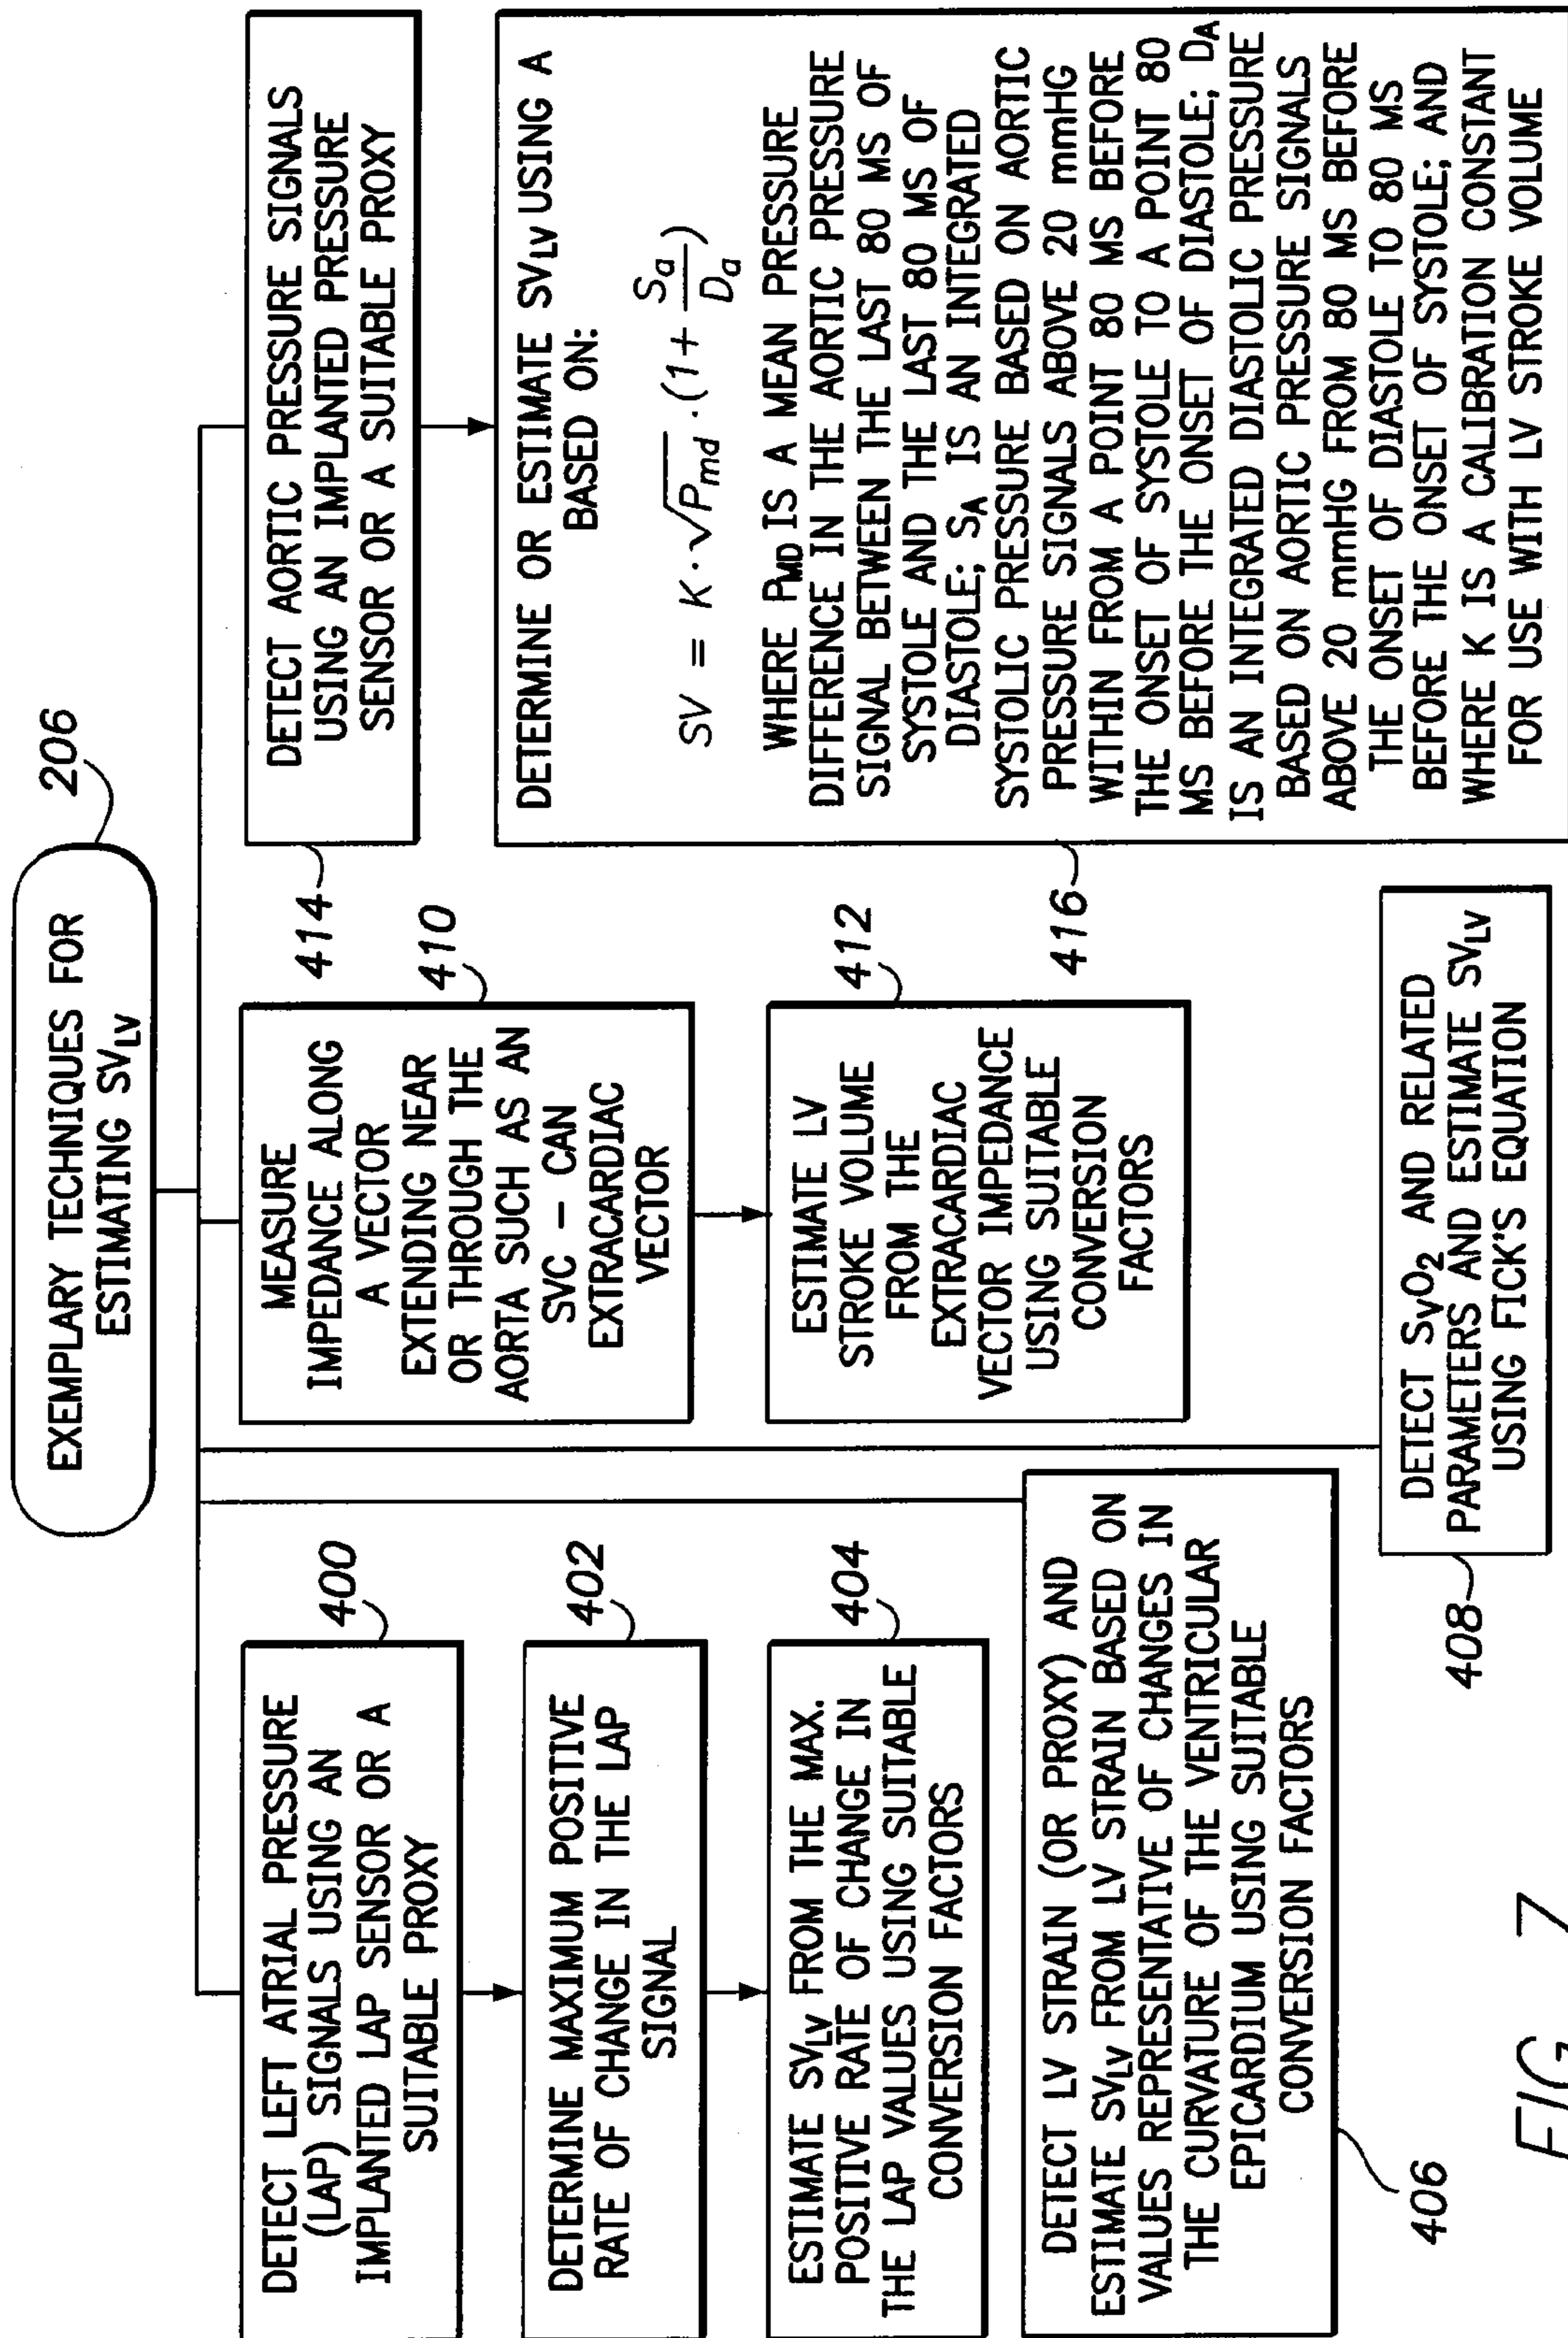 EXEMPLARY TECHNIQUES FOR
ESTIMATING SVLV
206
DETECT LEFT ATRIAL PRESSURE
(LAP) SIGNALS USING AN
IMPLANTED LAP SENSOR OR A
SUITABLE PROXY
400
DETERMINE MAXIMUM POSITIVE
RATE OF CHANGE IN THE LAP
SIGNAL
402
ESTIMATE SVLV FROM THE MAX.
POSITIVE RATE OF CHANGE IN
THE LAP VALUES USING SUITABLE
CONVERSION FACTORS
404
DETECT LV STRAIN (OR PROXY) AND
ESTIMATE SVLV FROM LV STRAIN BASED ON
VALUES REPRESENTATIVE OF CHANGES IN
THE CURVATURE OF THE VENTRICULAR
EPICARDIUM USING SUITABLE
CONVERSION FACTORS
406
DETECT SvO2 AND RELATED
PARAMETERS AND ESTIMATE SVLV
USING FICK'S EQUATION
408
MEASURE
IMPEDANCE ALONG
A VECTOR
EXTENDING NEAR
OR THROUGH THE
AORTA SUCH AS AN
SVC – CAN
EXTRACARDIAC
VECTOR
410
ESTIMATE LV
STROKE VOLUME
FROM THE
EXTRACARDIAC
VECTOR IMPEDANCE
USING SUITABLE
CONVERSION
FACTORS
412
DETECT AORTIC PRESSURE SIGNALS
USING AN IMPLANTED PRESSURE
SENSOR OR A SUITABLE PROXY
414
DETERMINE OR ESTIMATE SVLV USING A
BASED ON:
SV = K · √Pmd · (1 + Sa/Da)
WHERE PMD IS A MEAN PRESSURE
DIFFERENCE IN THE AORTIC PRESSURE
SIGNAL BETWEEN THE LAST 80 MS OF
SYSTOLE AND THE LAST 80 MS OF
DIASTOLE; SA IS AN INTEGRATED
SYSTOLIC PRESSURE BASED ON AORTIC
PRESSURE SIGNALS ABOVE 20 mmHG
WITHIN FROM A POINT 80 MS BEFORE
THE ONSET OF SYSTOLE TO A POINT 80
MS BEFORE THE ONSET OF DIASTOLE; DA
IS AN INTEGRATED DIASTOLIC PRESSURE
BASED ON AORTIC PRESSURE SIGNALS
ABOVE 20 mmHG FROM 80 MS BEFORE
THE ONSET OF DIASTOLE TO 80 MS
BEFORE THE ONSET OF SYSTOLE; AND
WHERE K IS A CALIBRATION CONSTANT
FOR USE WITH LV STROKE VOLUME
416
FIG. 7